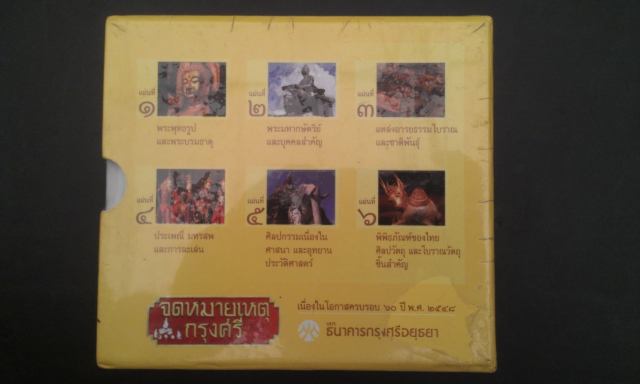 แผ่นที่ ๑
พระพุทธรูป
และพระบรมธาตุ
แผ่นที่ ๒
พระมหากษัตริย์
และบุคคลสำคัญ
แผ่นที่ ๓
แหล่งอารยธรรมโบราณ
และชาติพันธุ์
แผ่นที่ ๔
ประเพณี มหรสพ
และการละเล่น
แผ่นที่ ๕
ศิลปกรรมเนื่องใน
ศาสนา และอุทยาน
ประวัติศาสตร์
แผ่นที่ ๖
พิพิธภัณฑ์ของไทย
ศิลปวัตถุ และโบราณวัตถุ
ชิ้นสำคัญ
จดหมายเหตุ
กรุงศรี
เนื่องในโอกาสครบรอบ ๖๐ ปี พ.ศ. ๒๕๔๘
ธนาคารกรุงศรีอยุธยา